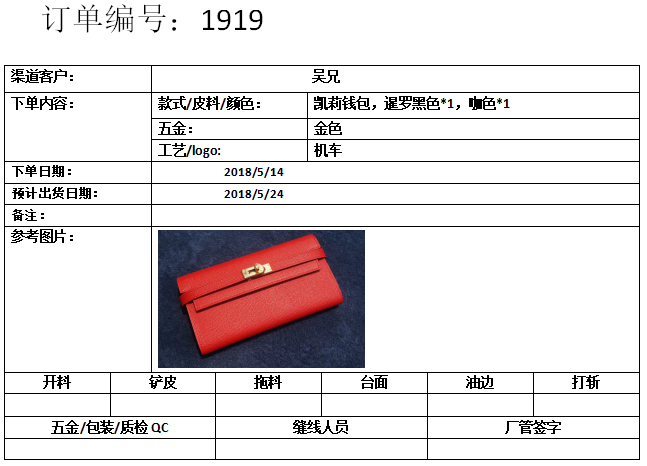 订单编号：1919
渠道客户： 吴兄
下单内容： 款式/皮料/颜色： 凯莉钱包，暹罗黑色*1，咖色*1
五金： 金色
工艺/logo: 机车
下单日期： 2018/5/14
预计出货日期： 2018/5/24
备注：
参考图片：
开料 铲皮 拖料 台面 油边 打斩
五金/包装/质检 QC 缝线人员 厂管签字